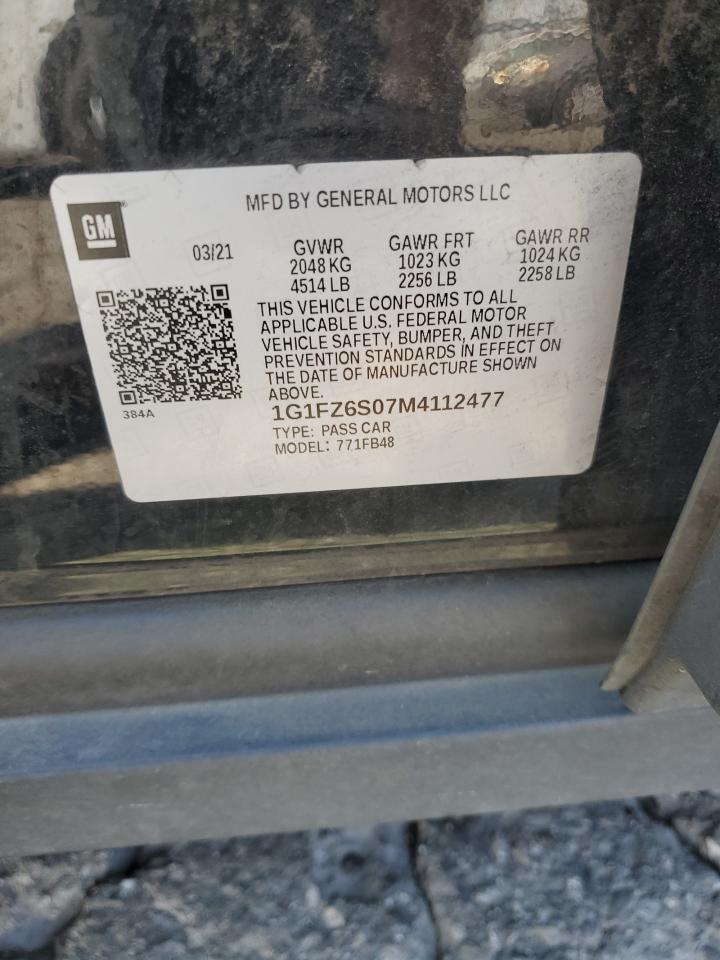 MFD BY GENERAL MOTORS LLC
GM
03/21
GVWR
2048 KG
4514 LB
GAWR FRT
1023 KG
2256 LB
GAWR RR
1024 KG
2258 LB
THIS VEHICLE CONFORMS TO ALL
APPLICABLE U.S. FEDERAL MOTOR
VEHICLE SAFETY, BUMPER, AND THEFT
PREVENTION STANDARDS IN EFFECT ON
THE DATE OF MANUFACTURE SHOWN
ABOVE.
384A
1G1FZ6S07M4112477
TYPE: PASS CAR
MODEL: 771FB48